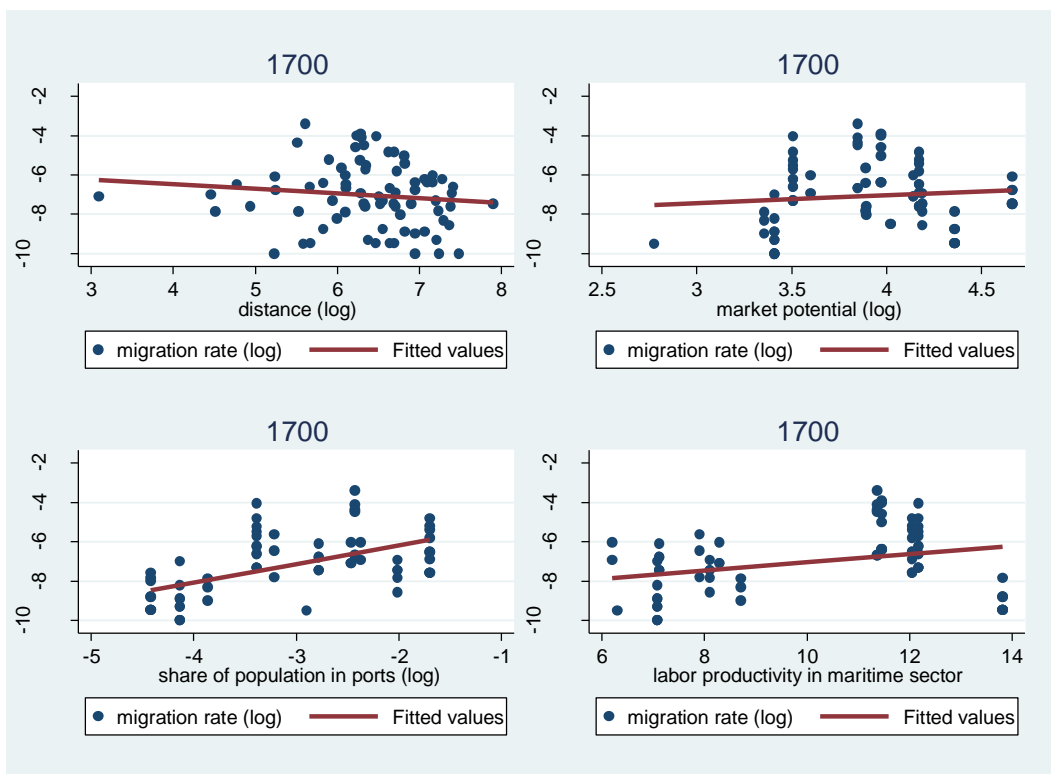 1700
-2
-4
-6
-8
-10
3 4 5 6 7 8
distance (log)
migration rate (log) Fitted values
1700
-2
-4
-6
-8
-10
2.5 3 3.5 4 4.5
market potential (log)
migration rate (log) Fitted values
1700
-2
-4
-6
-8
-10
-5 -4 -3 -2 -1
share of population in ports (log)
migration rate (log) Fitted values
1700
-2
-4
-6
-8
-10
6 8 10 12 14
labor productivity in maritime sector
migration rate (log) Fitted values